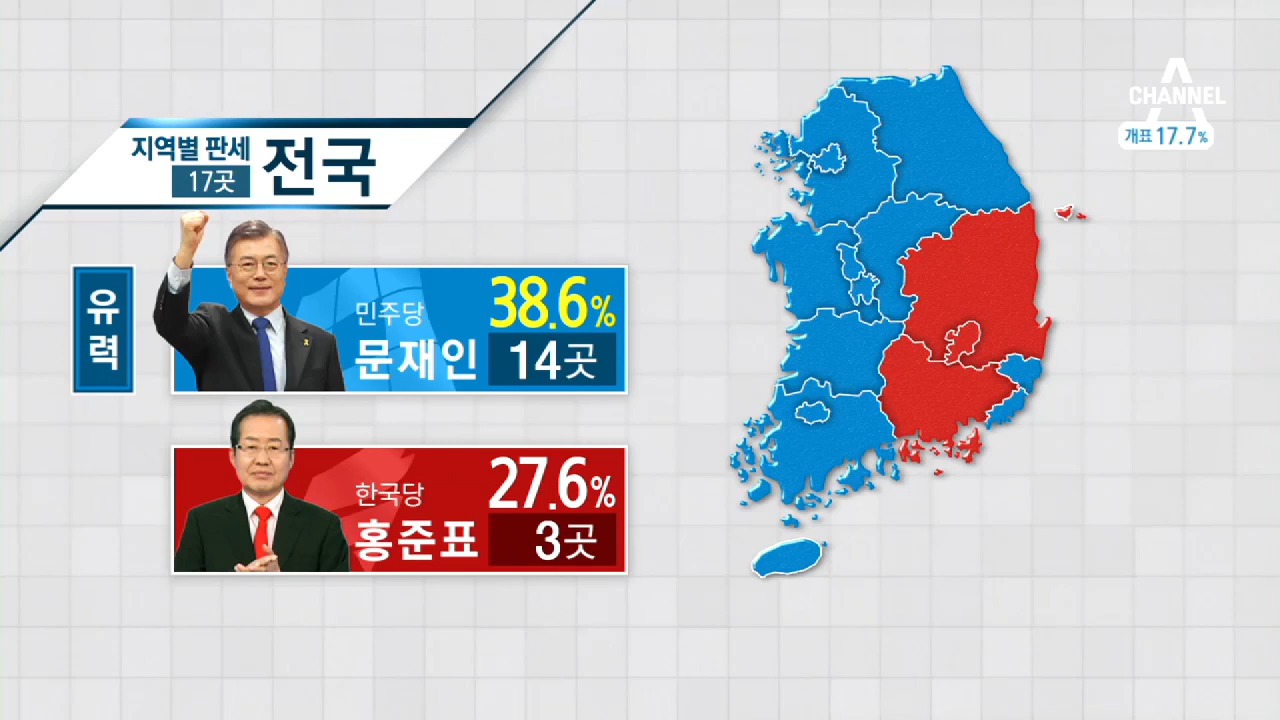 지역별 판세
17곳
전국
유력
민주당
38.6%
문재인
14곳
한국당
27.6%
홍준표
3곳
CHANNEL A
개표 17.7%